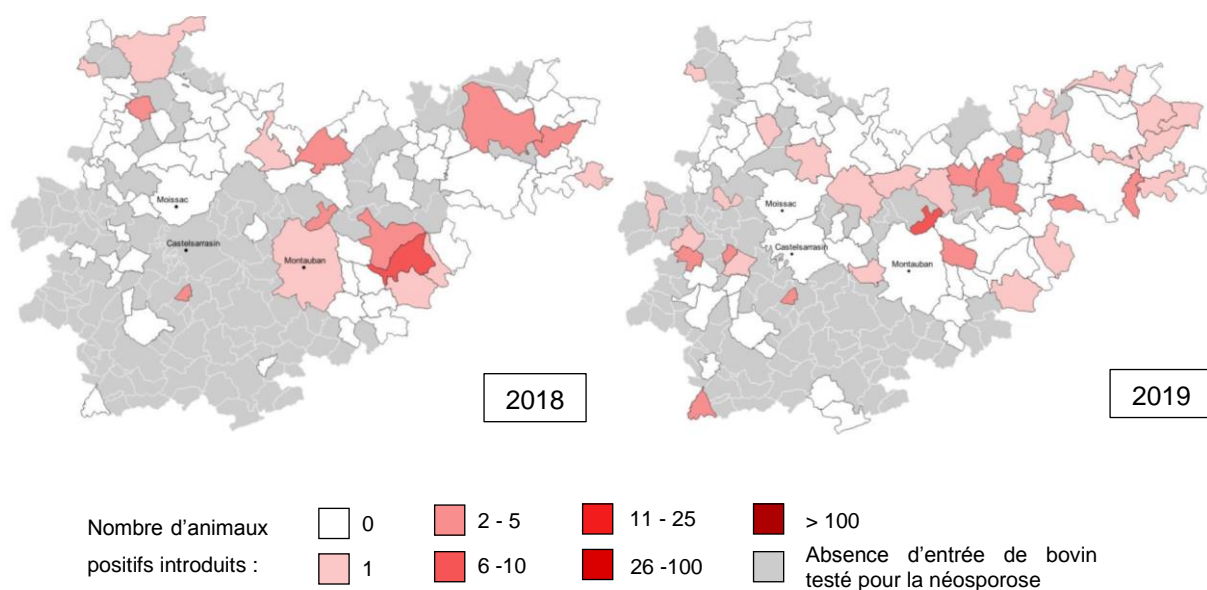 Moissac
Castelsarrasin
Montauban
2018
Moissac
Castelsarrasin
Montauban
2019
Nombre d'animaux
positifs introduits :
0
2 - 5
11 - 25
> 100
1
6 -10
26 -100
Absence d'entrée de bovin
testé pour la néosporose